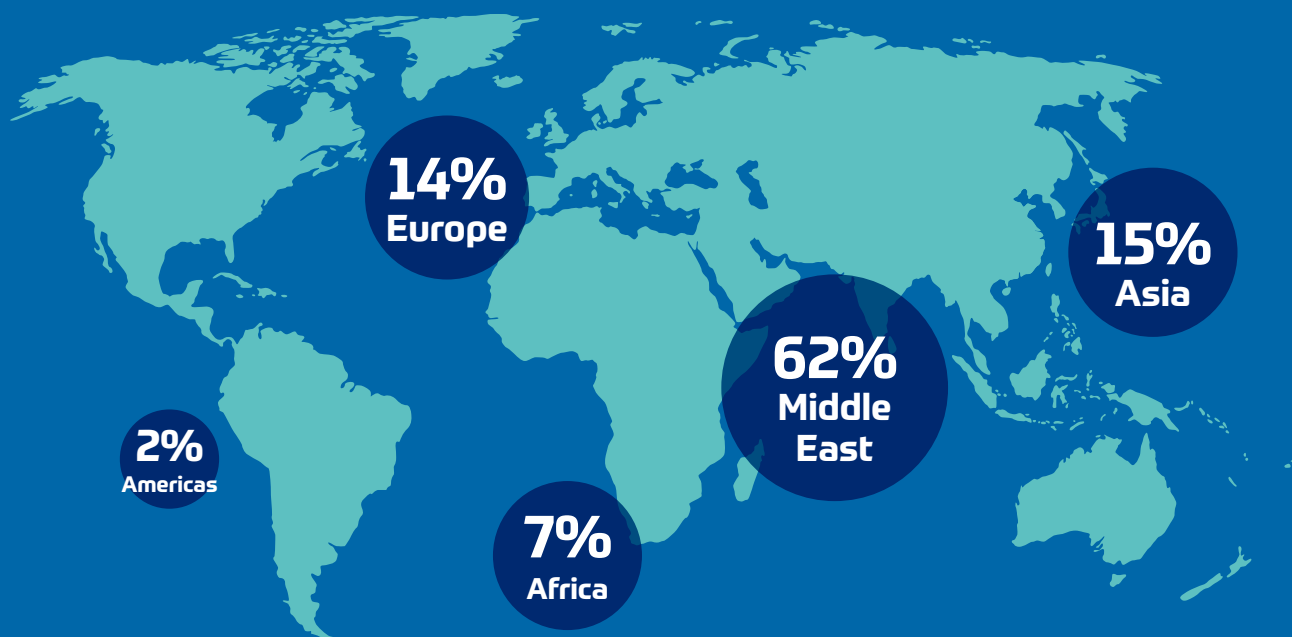 14%
Europe
15%
Asia
62%
Middle
East
2%
Americas
7%
Africa